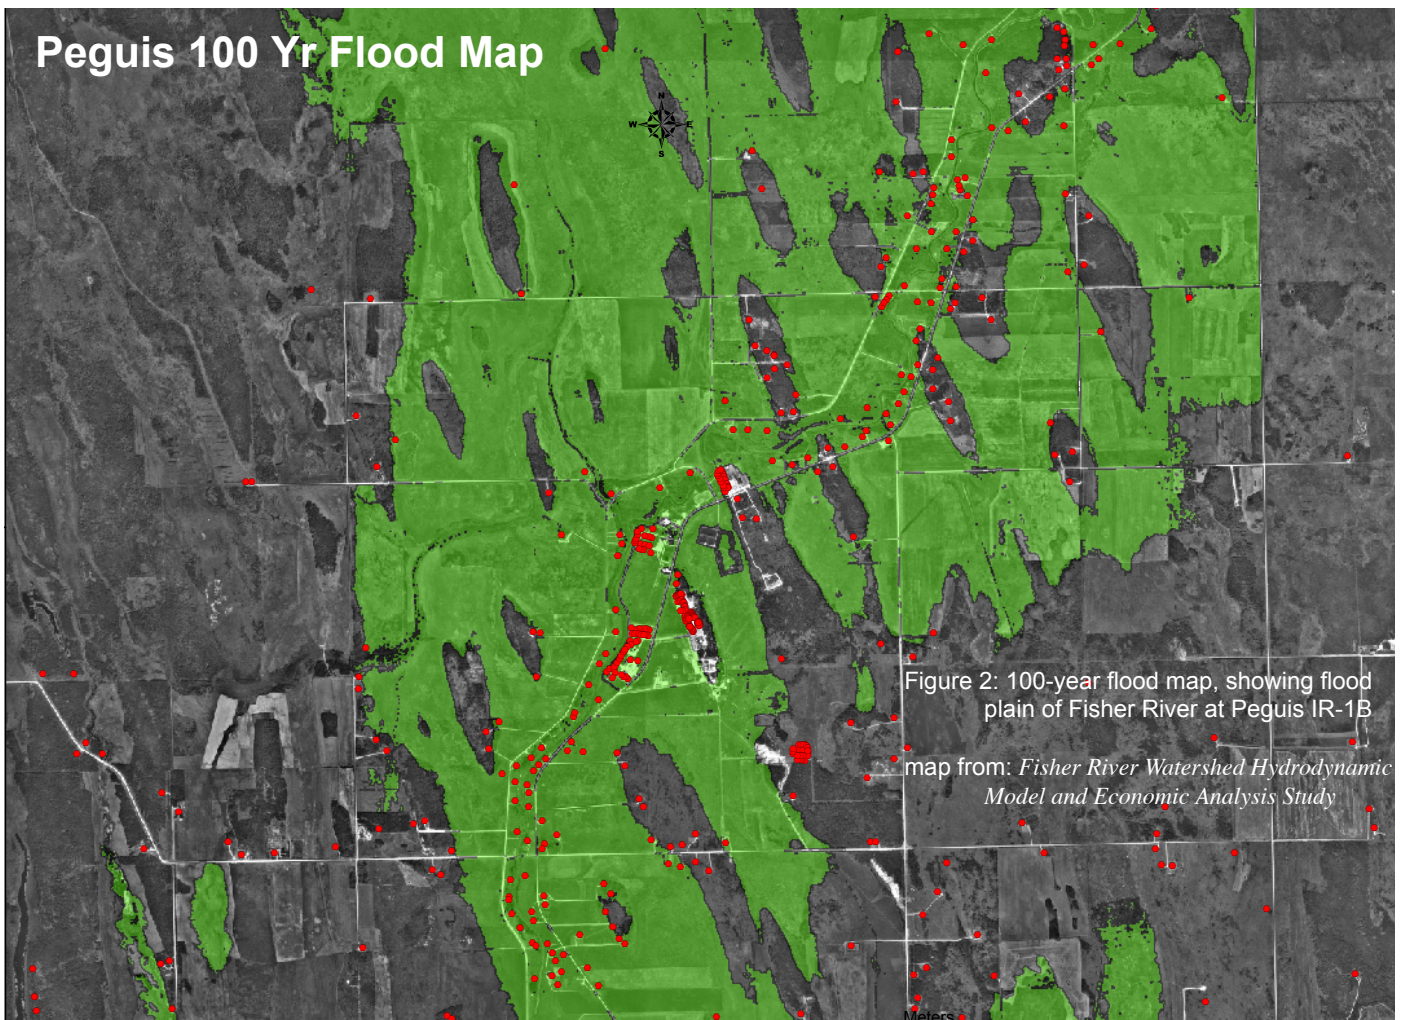 Peguis 100 Yr Flood Map
N
W E
S
Figure 2: 100-year flood map, showing flood
plain of Fisher River at Peguis IR-1B
map from: Fisher River Watershed Hydrodynamic
Model and Economic Analysis Study
Meters